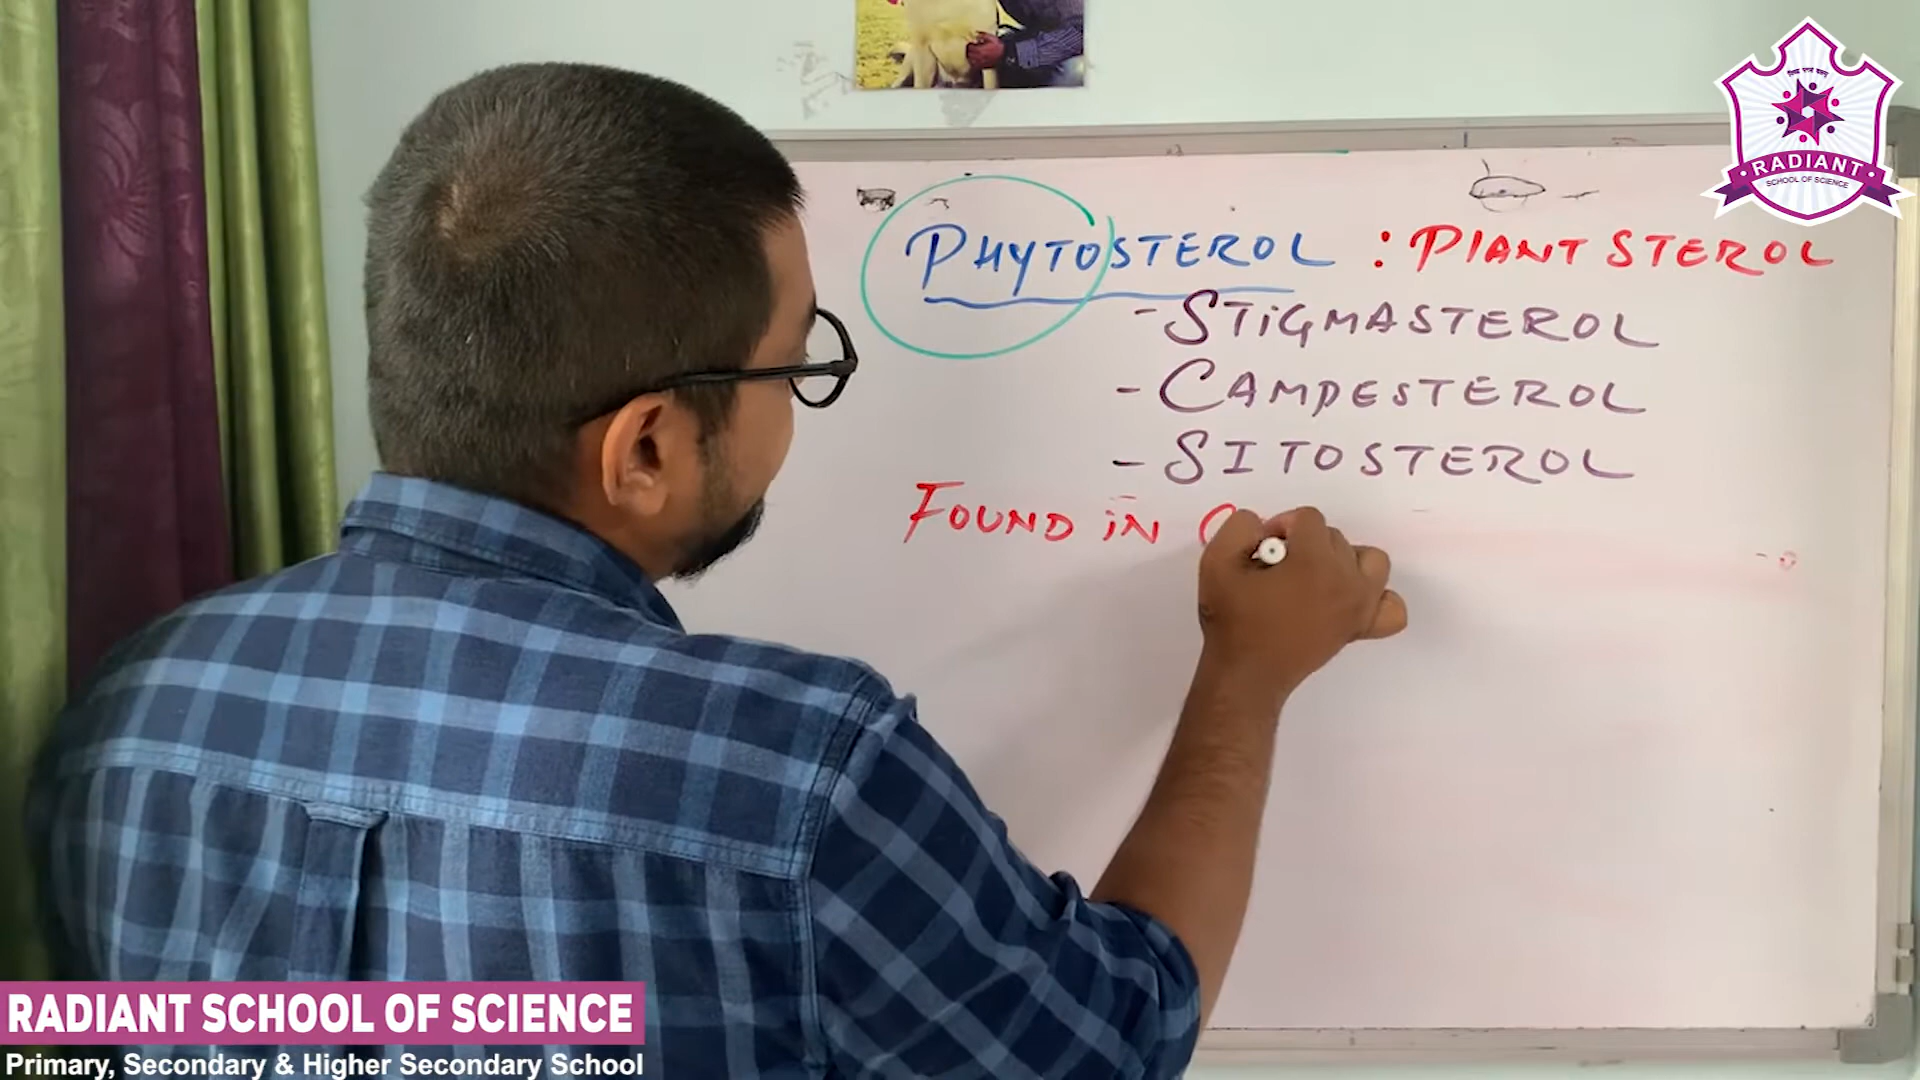 PHYTOSTEROL : PlANT STEROL
- STiGMASTEROL
- CAMPESTEROL
- SITOSTEROL
FOUND iN
RADIANT
SCHOOL OF SCIENCE
RADIANT SCHOOL OF SCIENCE
Primary, Secondary & Higher Secondary School